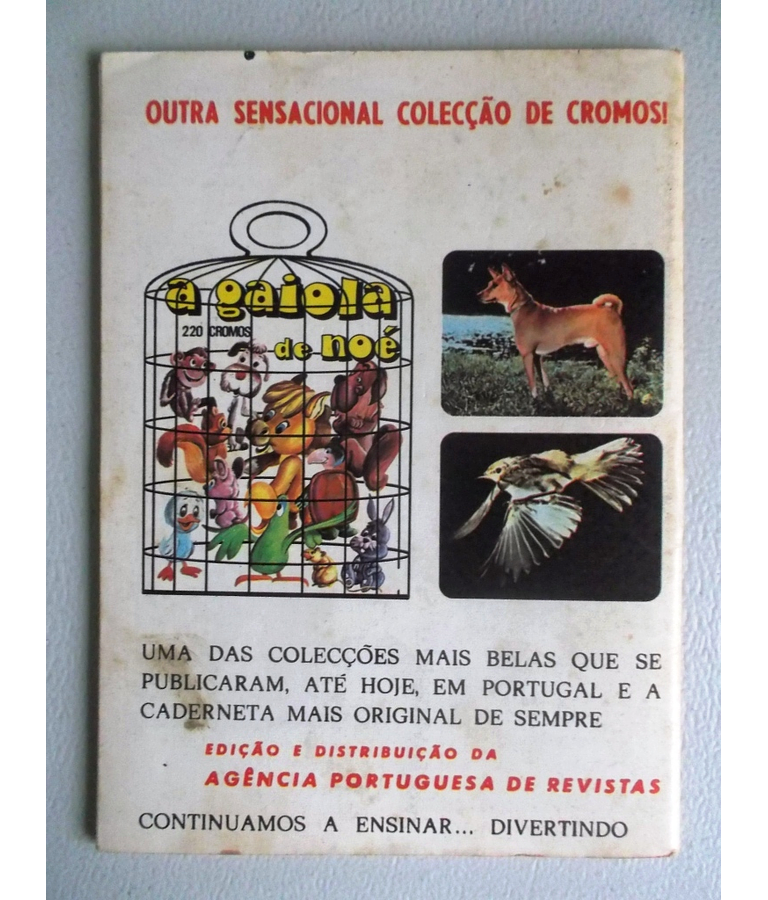 OUTRA SENSACIONAL COLECÇÃO DE CROMOS!
a gaiola
220 CROMOS
de noé
UMA DAS COLECÇÕES MAIS BELAS QUE SE
PUBLICARAM, ATÉ HOJE, EM PORTUGAL E A
CADERNETA MAIS ORIGINAL DE SEMPRE
EDIÇÃO E DISTRIBUIÇÃO DA
AGÊNCIA PORTUGUESA DE REVISTAS
CONTINUAMOS A ENSINAR... DIVERTINDO